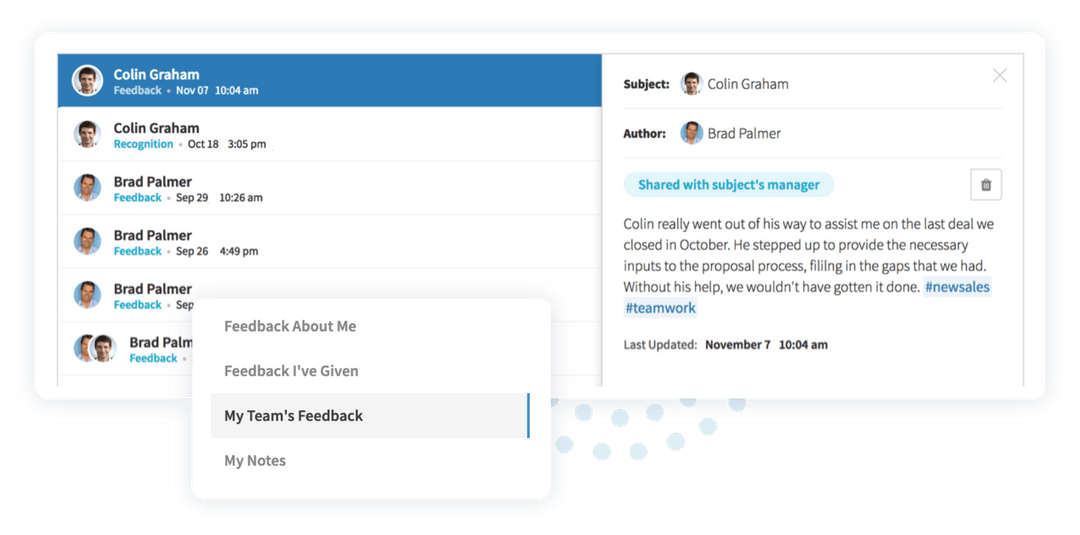 Colin Graham
Feedback • Nov 07 10:04 am
Colin Graham
Recognition • Oct 18 3:05 pm
Brad Palmer
Feedback • Sep 29 10:26 am
Brad Palmer
Feedback • Sep 26 4:49 pm
Brad Palmer
Feedback • Sep
Brad Palm
Feedback •
Feedback About Me
Feedback I've Given
My Team's Feedback
My Notes
Subject: Colin Graham
Author: Brad Palmer
Shared with subject's manager
Colin really went out of his way to assist me on the last deal we
closed in October. He stepped up to provide the necessary
inputs to the proposal process, fililng in the gaps that we had.
Without his help, we wouldn't have gotten it done. #newsales
#teamwork
Last Updated: November 7 10:04 am